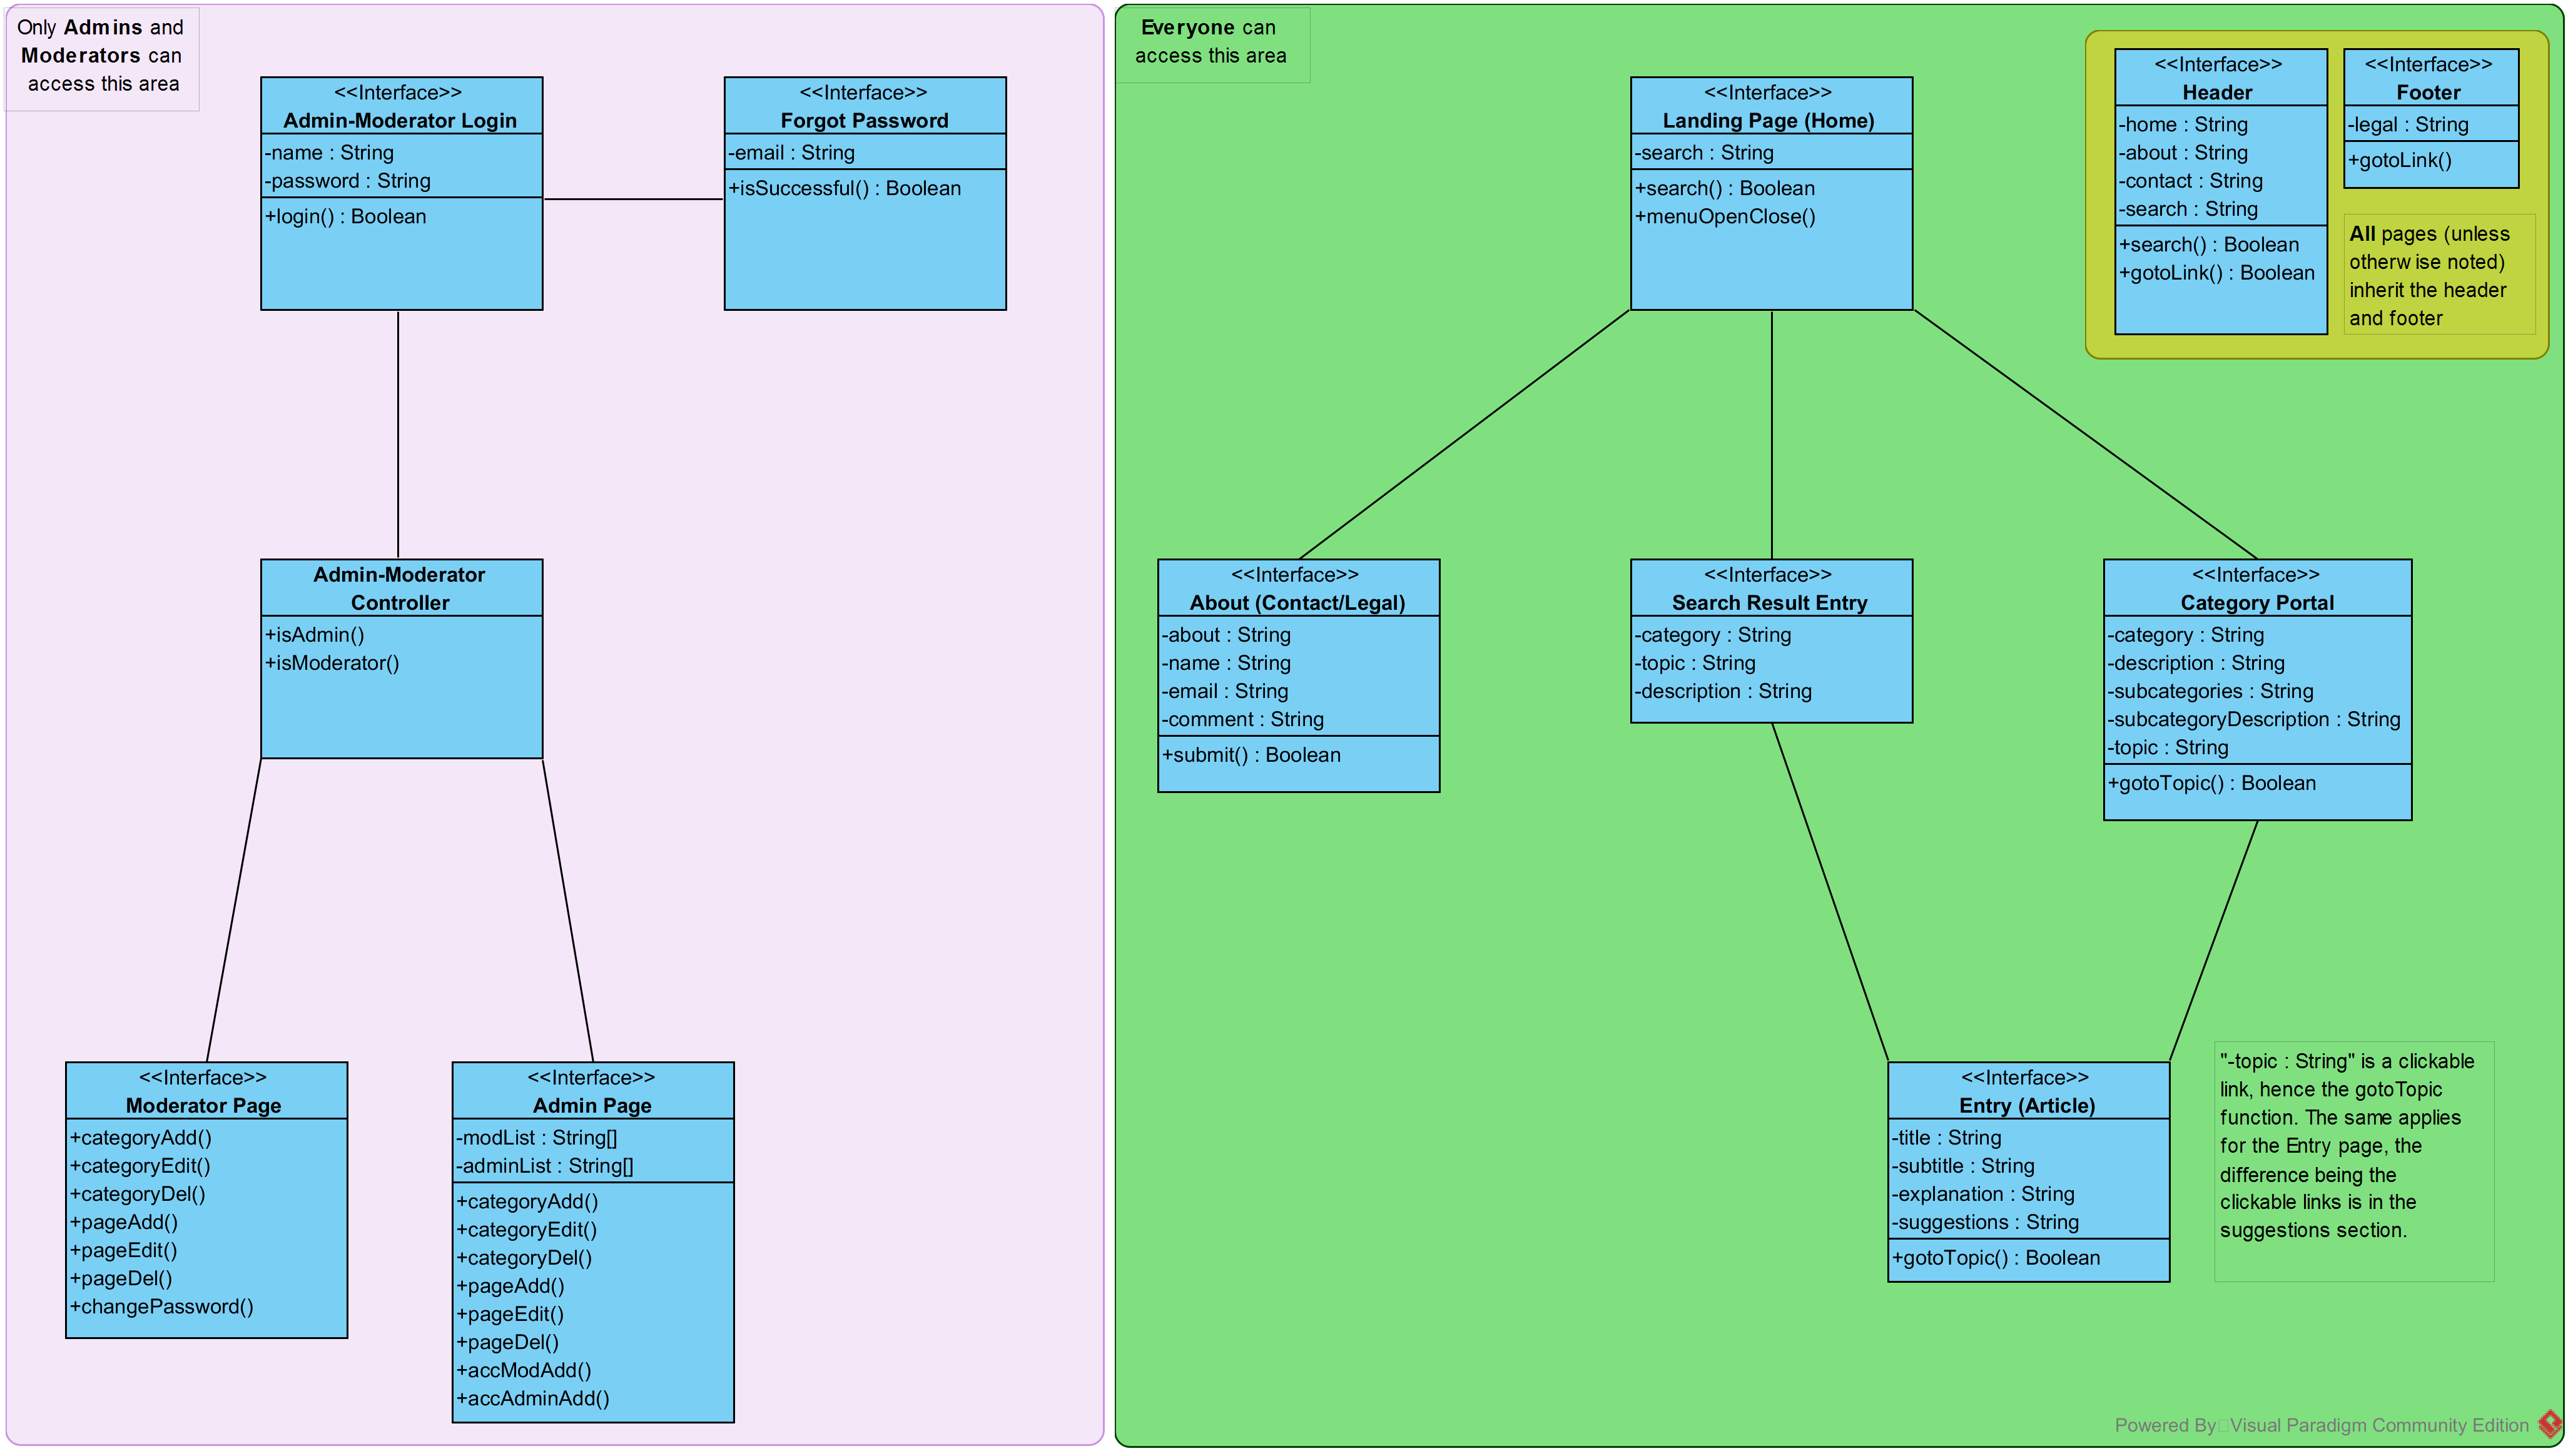 Only Admins and
Moderators can
access this area
<<Interface>>
Admin-Moderator Login
-name : String
-password : String
+login() : Boolean
<<Interface>>
Forgot Password
-email : String
+isSuccessful() : Boolean
Admin-Moderator
Controller
+isAdmin()
+isModerator()
<<Interface>>
Moderator Page
+categoryAdd()
+categoryEdit()
+categoryDel()
+pageAdd()
+pageEdit()
+pageDel()
+changePassword()
<<Interface>>
Admin Page
-modList : String[]
-adminList : String[]
+categoryAdd()
+categoryEdit()
+categoryDel()
+pageAdd()
+pageEdit()
+pageDel()
+accModAdd()
+accAdminAdd()
Everyone can
access this area
<<Interface>>
Landing Page (Home)
-search : String
+search() : Boolean
+menuOpenClose()
<<Interface>>
Header
-home : String
-about : String
-contact : String
-search : String
+search() : Boolean
+gotoLink() : Boolean
<<Interface>>
Footer
-legal : String
+gotoLink()
All pages (unless
otherwise noted)
inherit the header
and footer
<<Interface>>
About (Contact/Legal)
-about : String
-name : String
-email : String
-comment : String
+submit() : Boolean
<<Interface>>
Search Result Entry
-category : String
-topic : String
-description : String
<<Interface>>
Category Portal
-category : String
-description : String
-subcategories : String
-subcategoryDescription : String
-topic : String
+gotoTopic() : Boolean
<<Interface>>
Entry (Article)
-title : String
-subtitle : String
-explanation : String
-suggestions : String
+gotoTopic() : Boolean
"-topic : String" is a clickable
link, hence the gotoTopic
function. The same applies
for the Entry page, the
difference being the
clickable links is in the
suggestions section.
Powered By Visual Paradigm Community Edition